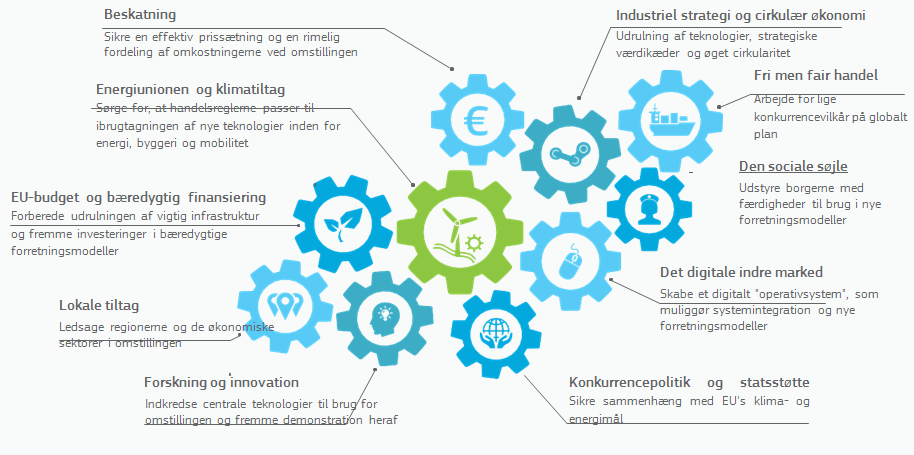 Beskatning
Sikre en effektiv prissætning og en rimelig
fordeling af omkostningerne ved omstillingen
Energiunionen og klimatiltag
Sørge for, at handelsreglerne passer til
ibrugtagningen af nye teknologier inden for
energi, byggeri og mobilitet
EU-budget og bæredygtig finansiering
Forberede udrulningen af vigtig infrastruktur
og fremme investeringer i bæredygtige
forretningsmodeller
Lokale tiltag
Ledsage regionerne og de økonomiske
sektorer i omstillingen
Forskning og innovation
Indkredse centrale teknologier til brug for
omstillingen og fremme demonstration heraf
Industriel strategi og cirkulær økonomi
Udrulning af teknologier, strategiske
værdikæder og øget cirkularitet
Fri men fair handel
Arbejde for lige
konkurrencevilkår på globalt
plan
Den sociale søjle
Udstyre borgerne med
færdigheder til brug i nye
forretningsmodeller
Det digitale indre marked
Skabe et digitalt "operativsystem", som
muliggør systemintegration og nye
forretningsmodeller
Konkurrencepolitik og statsstøtte
Sikre sammenhæng med EU's klima- og
energimål
€